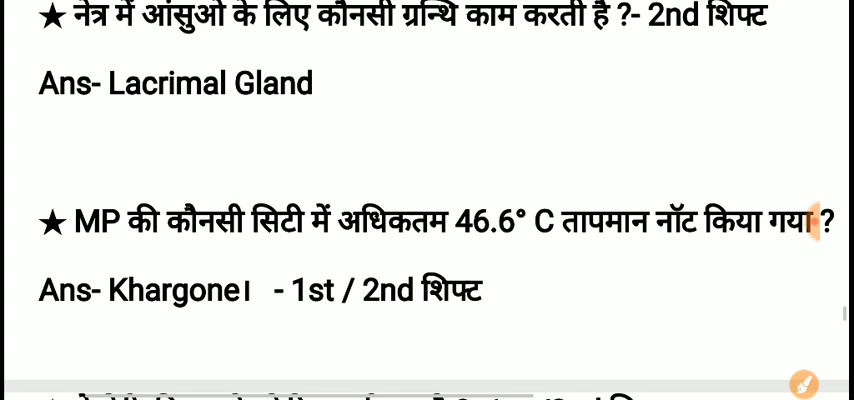 ★ नेत्र में आंसुओ के लिए कौनसी ग्रन्थि काम करती है ?- 2nd शिफ्ट
Ans- Lacrimal Gland
★ MP की कौनसी सिटी में अधिकतम 46.6° C तापमान नॉट किया गया ?
Ans- Khargone। - 1st / 2nd शिफ्ट